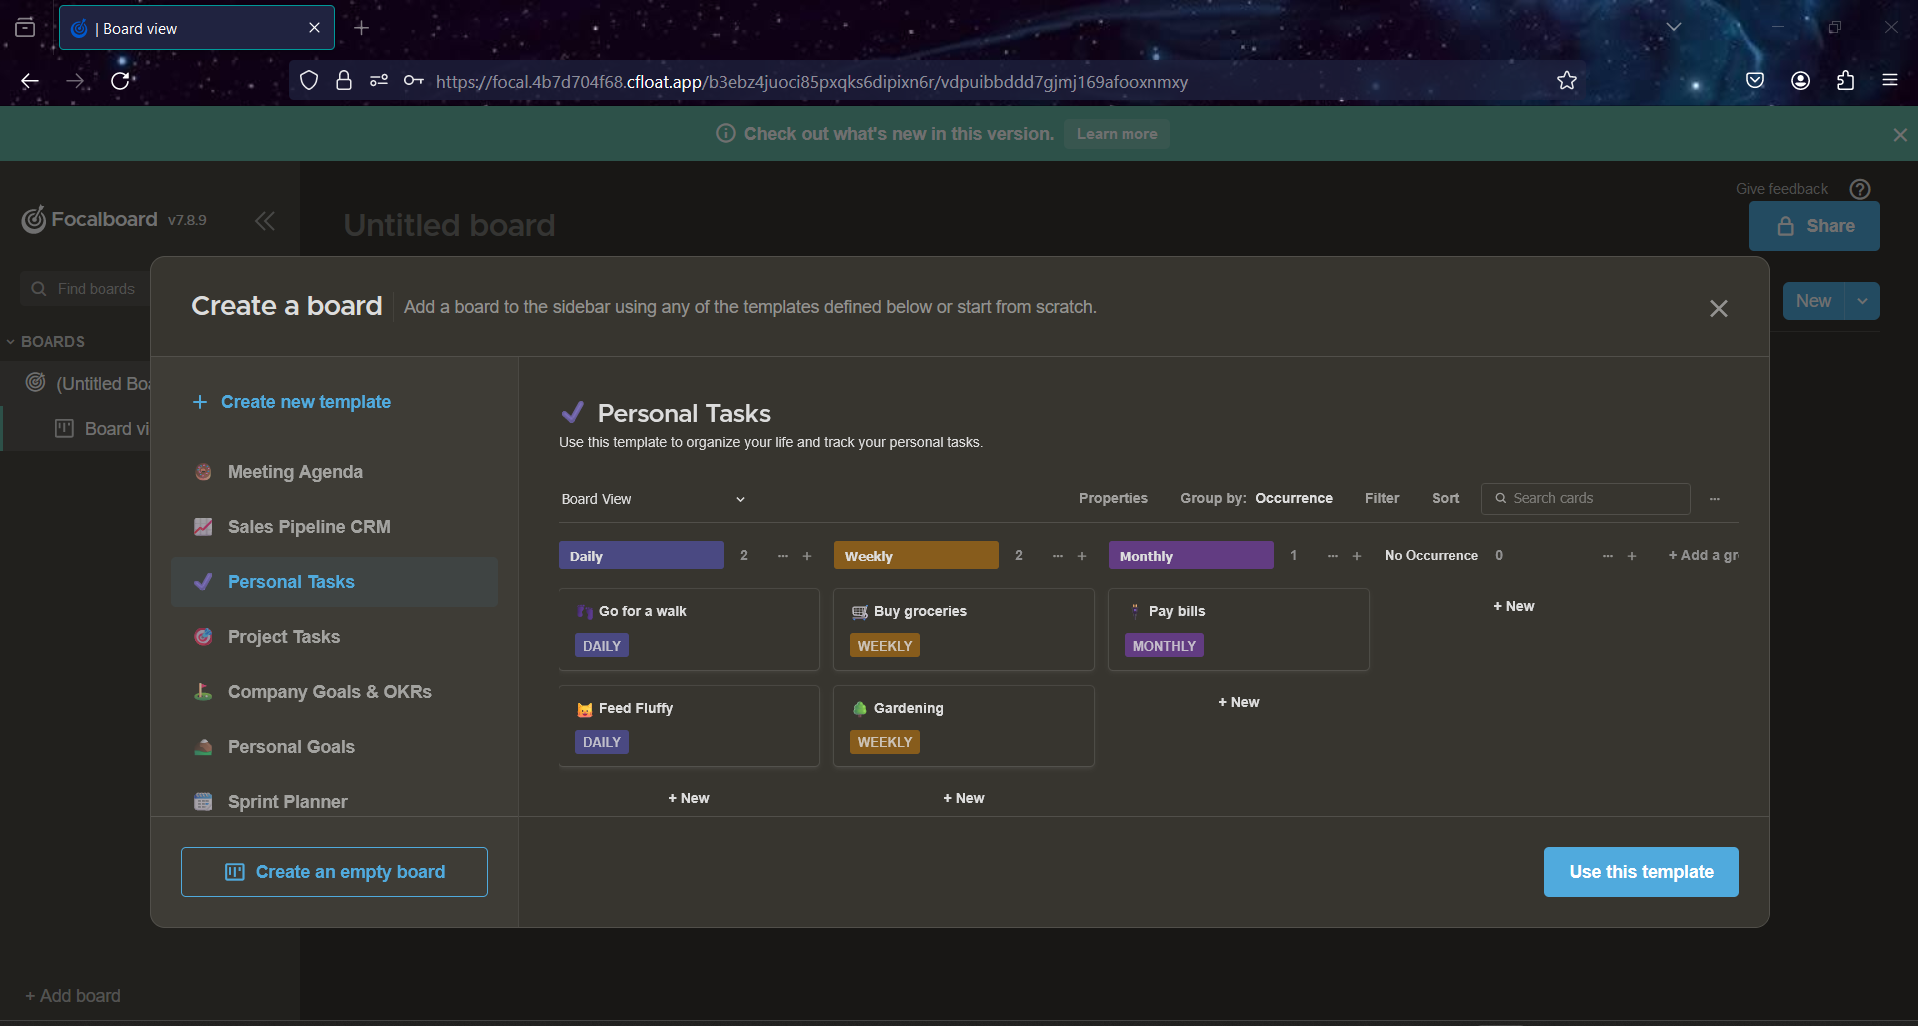 | Board view
https://focal.4b7d704f68.cfloat.app/b3ebz4juoci85pxqks6dipixn6r/vdpuibbddd7gjmj169afooxnmxy
Check out what's new in this version. Learn more
Give feedback
Focalboard v7.8.9
Untitled board
Share
Find boards
New
BOARDS
(Untitled Boa
Board vi
+ Add board
Create a board
Add a board to the sidebar using any of the templates defined below or start from scratch.
+ Create new template
Meeting Agenda
Sales Pipeline CRM
Personal Tasks
Project Tasks
Company Goals & OKRs
Personal Goals
Sprint Planner
Create an empty board
Personal Tasks
Use this template to organize your life and track your personal tasks.
Board View
Properties Group by: Occurrence Filter Sort Search cards ...
Daily 2 ... + Weekly 2 ... + Monthly 1 ... + No Occurrence 0 ... + + Add a gr
Go for a walk
DAILY
Feed Fluffy
DAILY
+ New
Buy groceries
WEEKLY
Gardening
WEEKLY
+ New
Pay bills
MONTHLY
+ New
+ New
Use this template